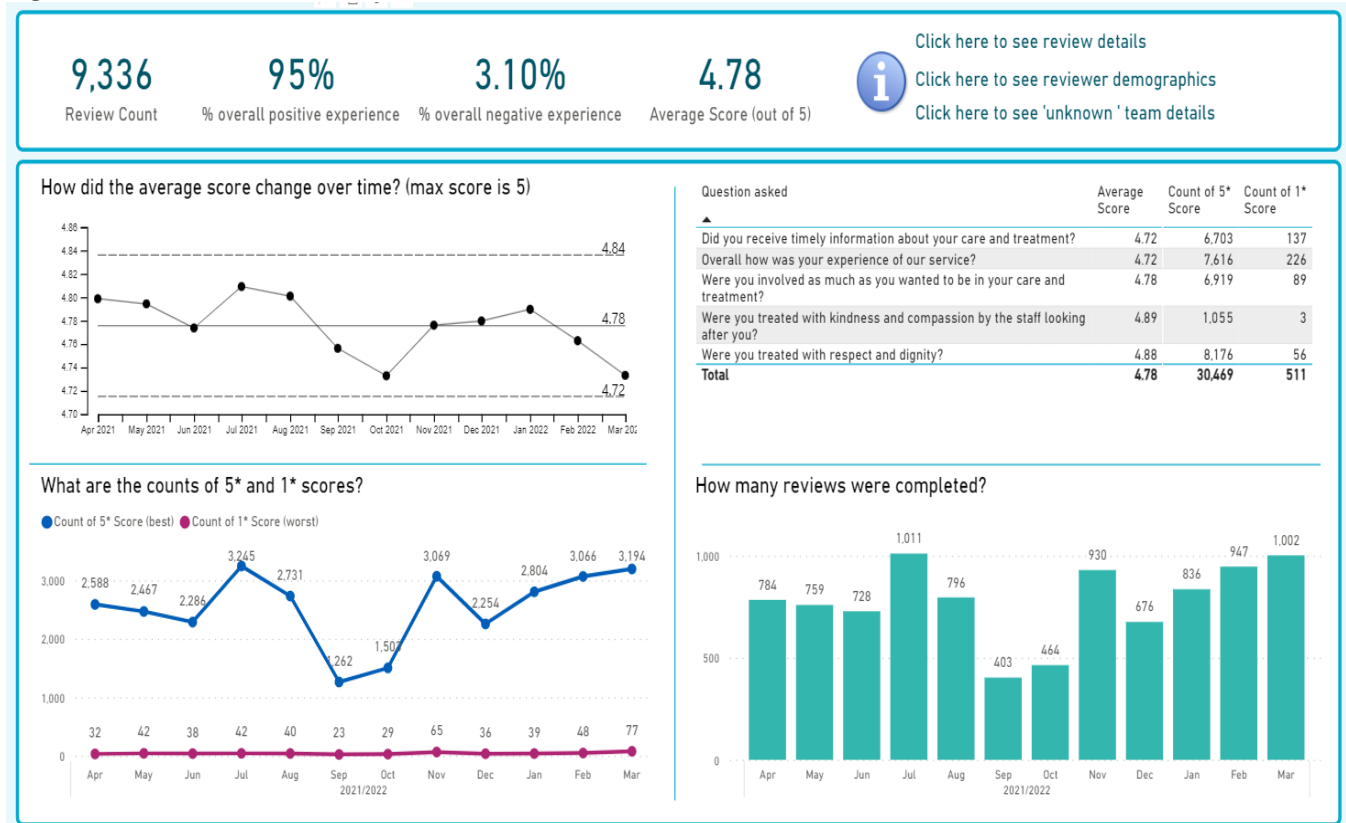 9,336
Review Count
95%
% overall positive experience
3.10%
% overall negative experience
4.78
Average Score (out of 5)
i
Click here to see review details
Click here to see reviewer demographics
Click here to see 'unknown ' team details
How did the average score change over time? (max score is 5)
4.86
4.84
4.82
4.80
4.78
4.76
4.74
4.72
4.70
4.84
4.78
4.72
Apr 2021 May 2021 Jun 2021 Jul 2021 Aug 2021 Sep 2021 Oct 2021 Nov 2021 Dec 2021 Jan 2022 Feb 2022 Mar 202
Question asked Average Score Count of 5* Score Count of 1* Score
Did you receive timely information about your care and treatment? 4.72 6,703 137
Overall how was your experience of our service? 4.72 7,616 226
Were you involved as much as you wanted to be in your care and 4.78 6,919 89
treatment?
Were you treated with kindness and compassion by the staff looking 4.89 1,055 3
after you?
Were you treated with respect and dignity? 4.88 8,176 56
Total 4.78 30,469 511
What are the counts of 5* and 1* scores?
Count of 5* Score (best) Count of 1* Score (worst)
3,000
2,000
1,000
0
2,588 2,467 2,286 3,245 2,731 1,262 1,503 3,069 2,254 2,804 3,066 3,194
32 42 38 42 40 23 29 65 36 39 48 77
Apr May Jun Jul Aug Sep Oct Nov Dec Jan Feb Mar
2021/2022
How many reviews were completed?
1,000
500
0
784 759 728 1,011 796 403 464 930 676 836 947 1,002
Apr May Jun Jul Aug Sep Oct Nov Dec Jan Feb Mar
2021/2022